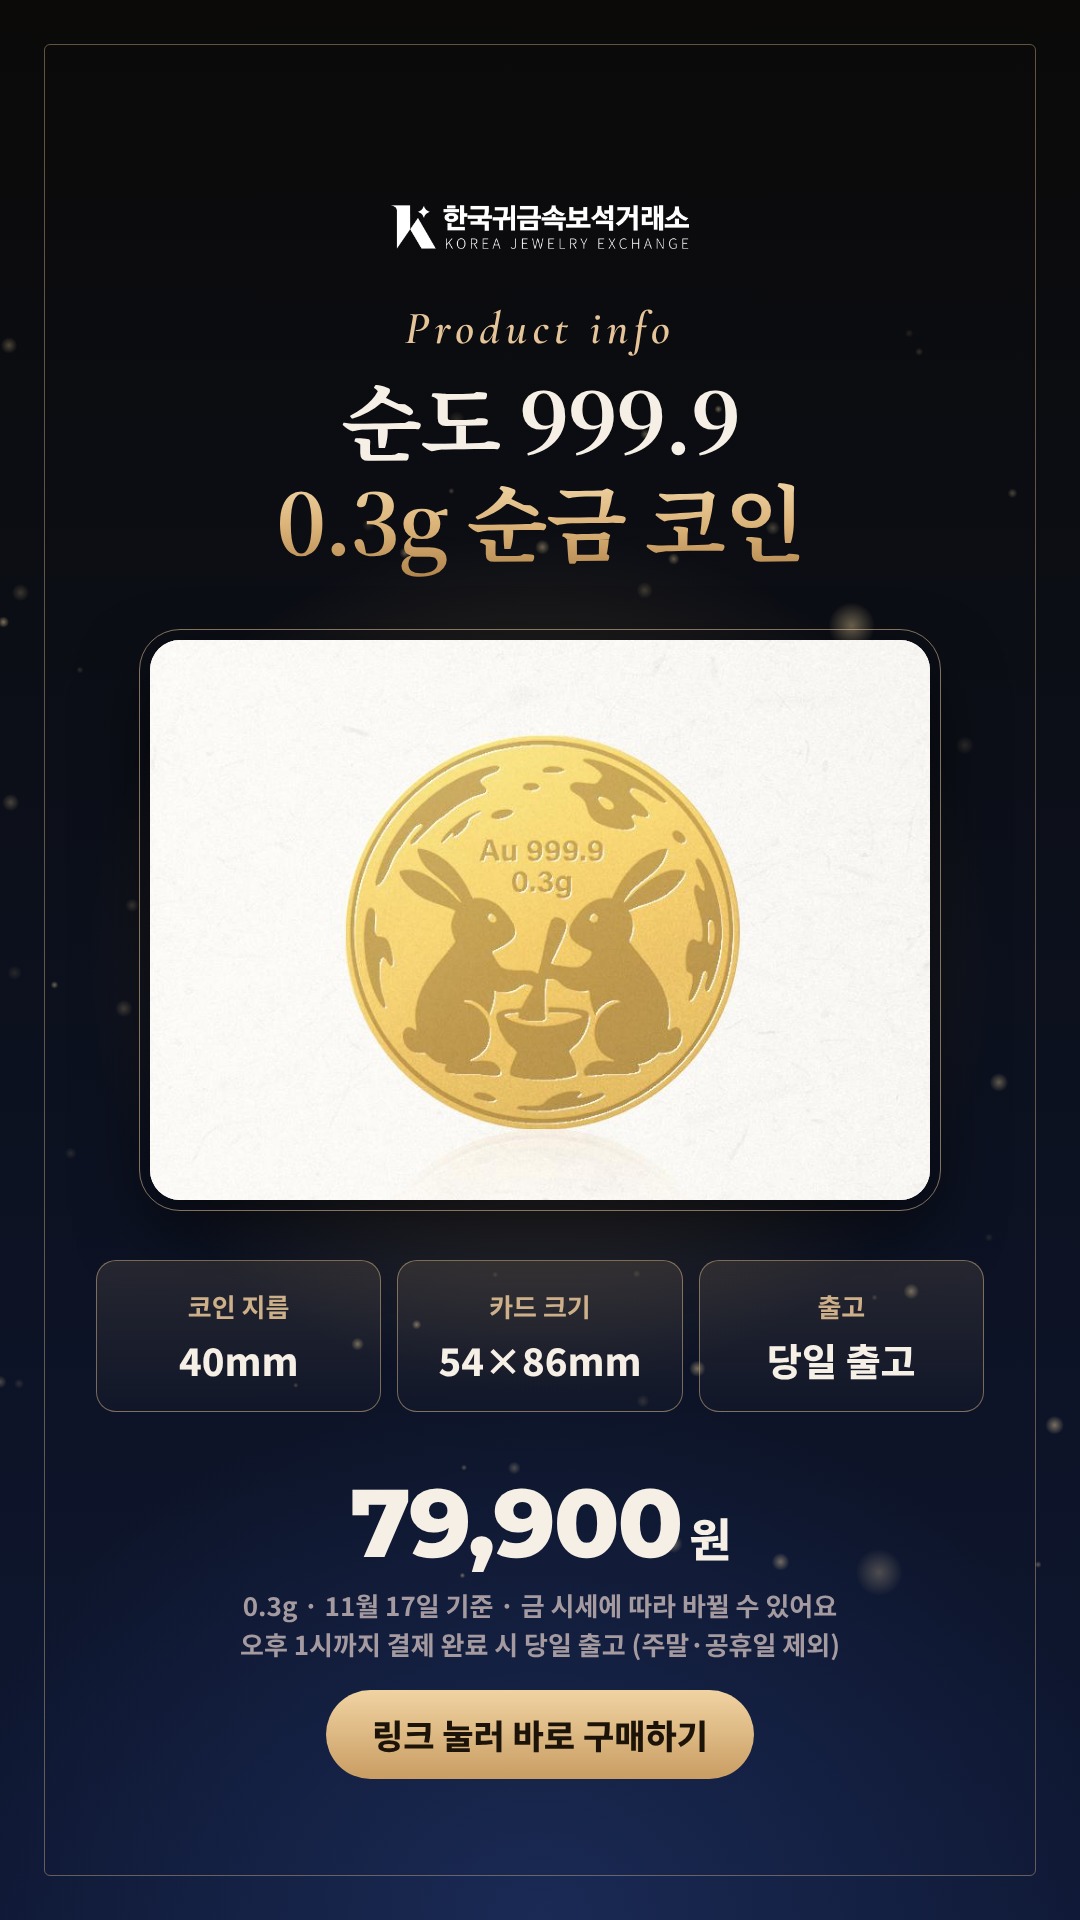 한국귀금속보석거래소
KOREA JEWELRY EXCHANGE
Product info
순도 999.9
0.3g 순금 코인
Au 999.9
0.3g
코인 지름
40mm
카드 크기
54×86mm
출고
당일 출고
79,900원
0.3g · 11월 17일 기준 · 금 시세에 따라 바뀔 수 있어요
오후 1시까지 결제 완료 시 당일 출고 (주말·공휴일 제외)
링크 눌러 바로 구매하기